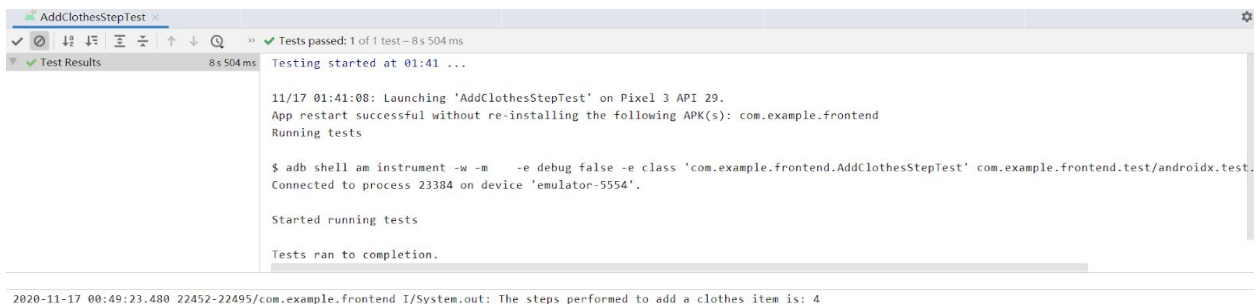 AddClothesStepTest
Tests passed: 1 of 1 test – 8 s 504 ms
Test Results 8 s 504 ms
Testing started at 01:41 ...
11/17 01:41:08: Launching 'AddClothesStepTest' on Pixel 3 API 29.
App restart successful without re-installing the following APK(s): com.example.frontend
Running tests
$ adb shell am instrument -w -m    -e debug false -e class 'com.example.frontend.AddClothesStepTest' com.example.frontend.test/androidx.test.
Connected to process 23384 on device 'emulator-5554'.
Started running tests
Tests ran to completion.
2020-11-17 00:49:23.480 22452-22495/com.example.frontend I/System.out: The steps performed to add a clothes item is: 4